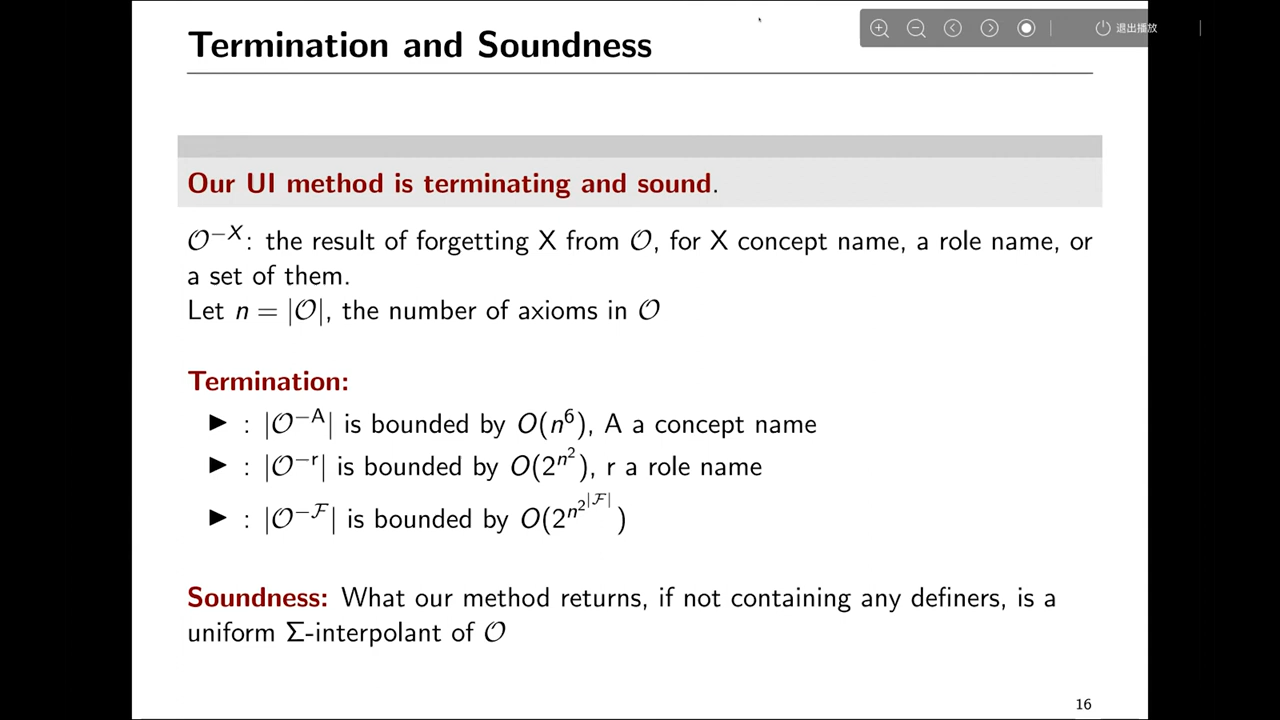 Termination and Soundness
退出播放
Our UI method is terminating and sound.
𝒪⁻ˣ: the result of forgetting X from 𝒪, for X concept name, a role name, or
a set of them.
Let n = |𝒪|, the number of axioms in 𝒪
Termination:
▶ : |𝒪^{−A}| is bounded by O(n^6), A a concept name
▶ : |𝒪^{−r}| is bounded by O(2^{n^2}), r a role name
▶ : |𝒪^{−ℱ}| is bounded by O(2^{n^{2^{|ℱ|}}})
Soundness: What our method returns, if not containing any definers, is a
uniform Σ-interpolant of 𝒪
16